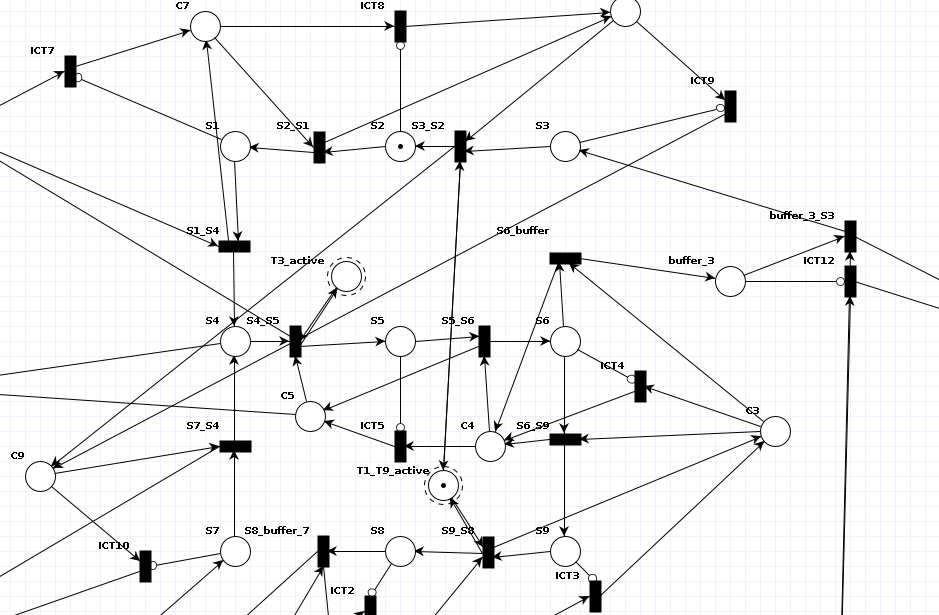 C7
ICT8
ICT7
ICT9
S1
S2_S1
S2
S3_S2
S3
buffer_3_S3
S1_S4
S6_buffer
T3_active
buffer_3
ICT12
S4
S4_S5
S5
S5_S6
S6
ICT4
C5
C3
S7_S4
ICT5
C4
S6_S9
C9
T1_T9_active
S7
S8_buffer_7
S8
S9_S8
S9
ICT10
ICT3
ICT2